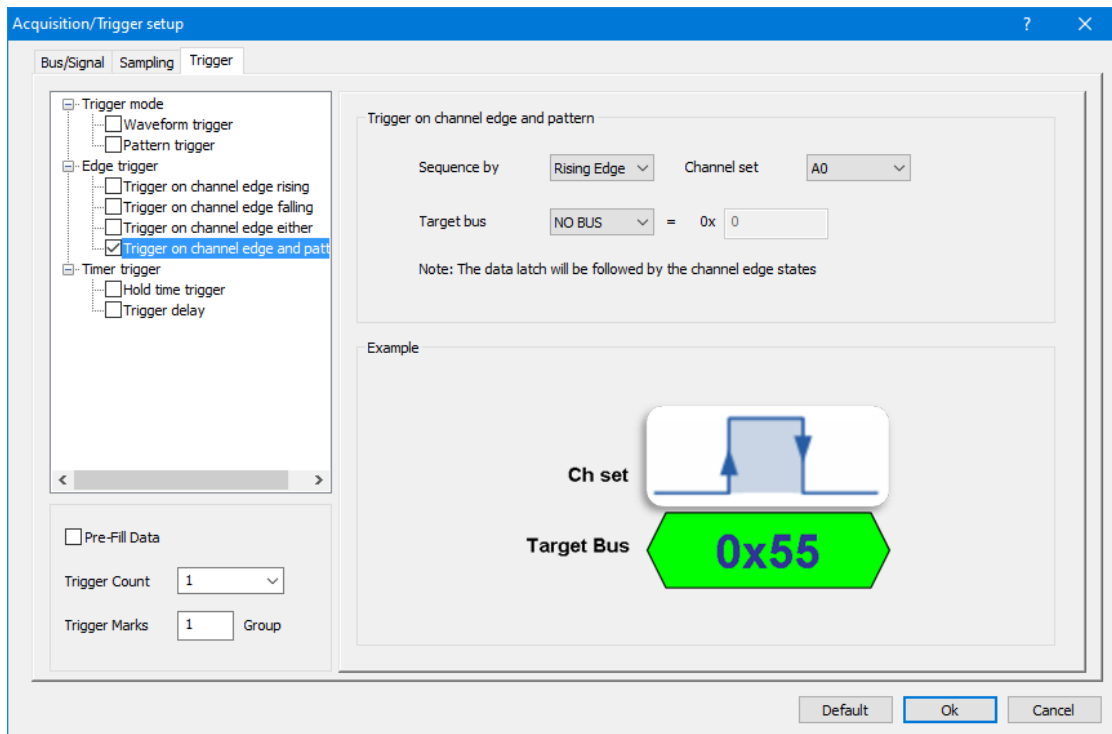 Acquisition/Trigger setup
Bus/Signal Sampling Trigger
Trigger mode
Waveform trigger
Pattern trigger
Edge trigger
Trigger on channel edge rising
Trigger on channel edge falling
Trigger on channel edge either
Trigger on channel edge and patt
Timer trigger
Hold time trigger
Trigger delay
Pre-Fill Data
Trigger Count 1
Trigger Marks 1 Group
Trigger on channel edge and pattern
Sequence by Rising Edge Channel set A0
Target bus NO BUS = 0x 0
Note: The data latch will be followed by the channel edge states
Example
Ch set
Target Bus 0x55
Default Ok Cancel